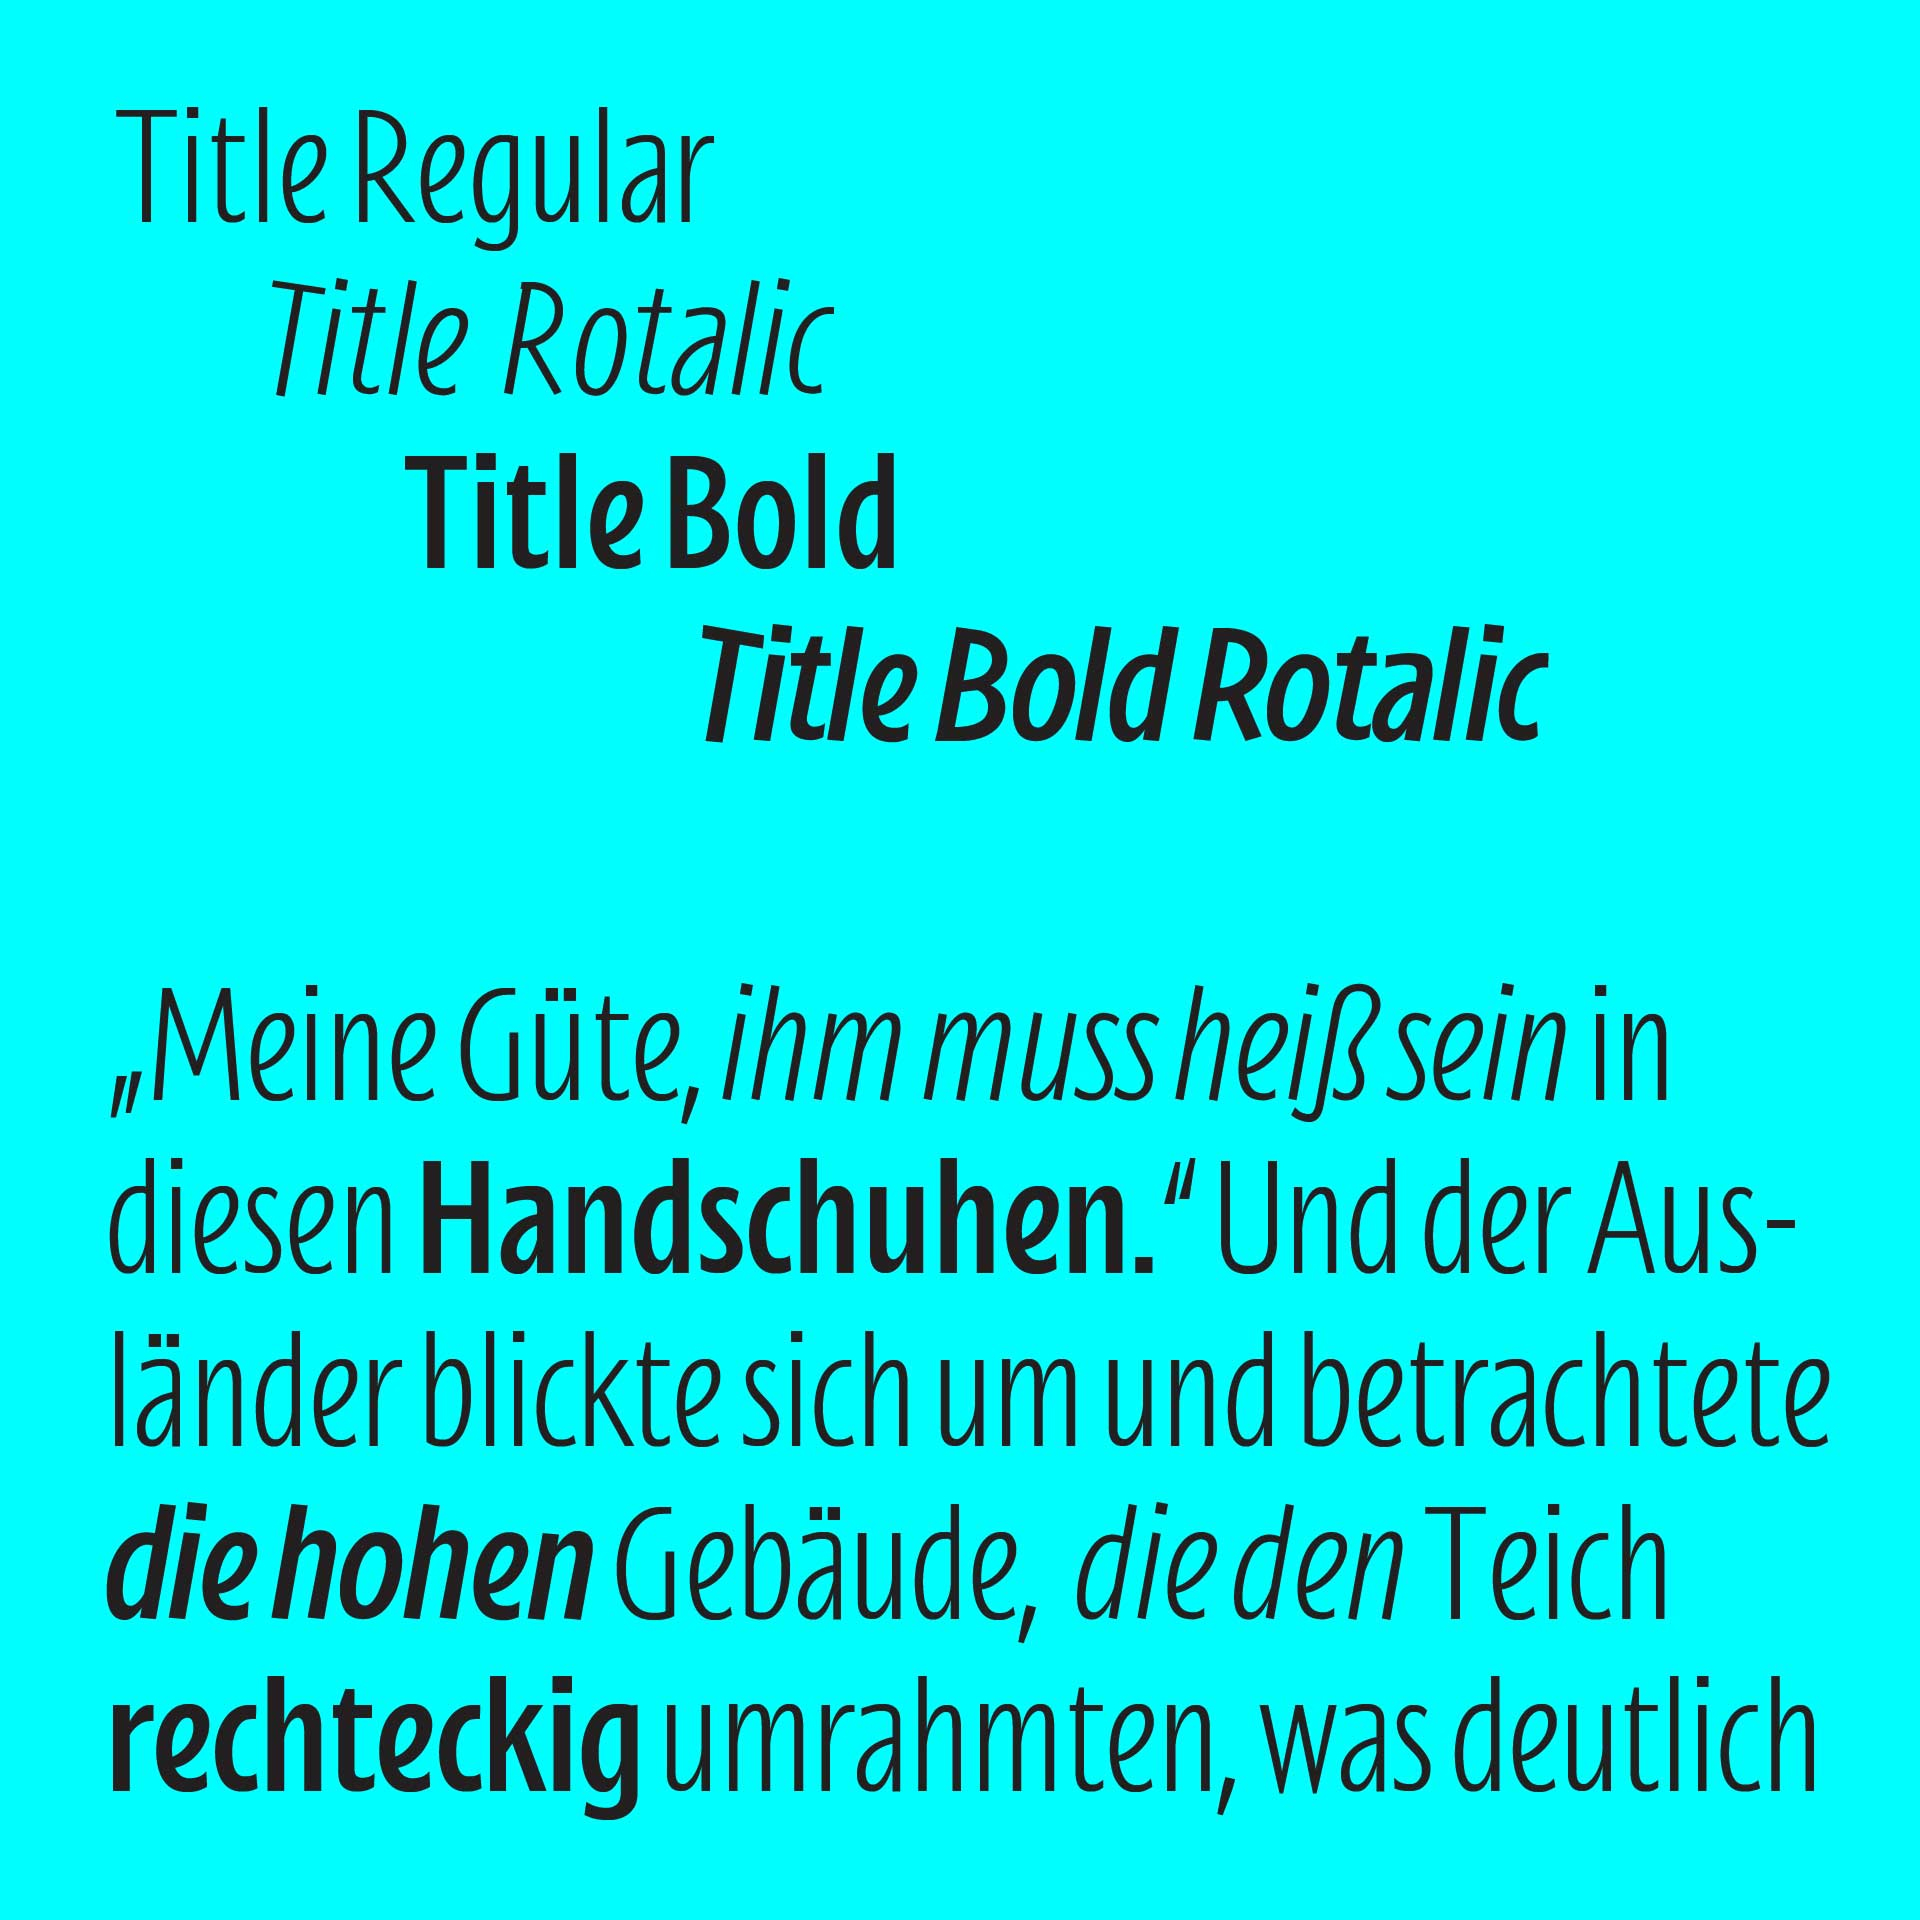 Title Regular
Title Rotalic
Title Bold
Title Bold Rotalic
„Meine Güte, ihm muss heiß sein in
diesen Handschuhen.“ Und der Aus-
länder blickte sich um und betrachtete
die hohen Gebäude, die den Teich
rechteckig umrahmten, was deutlich